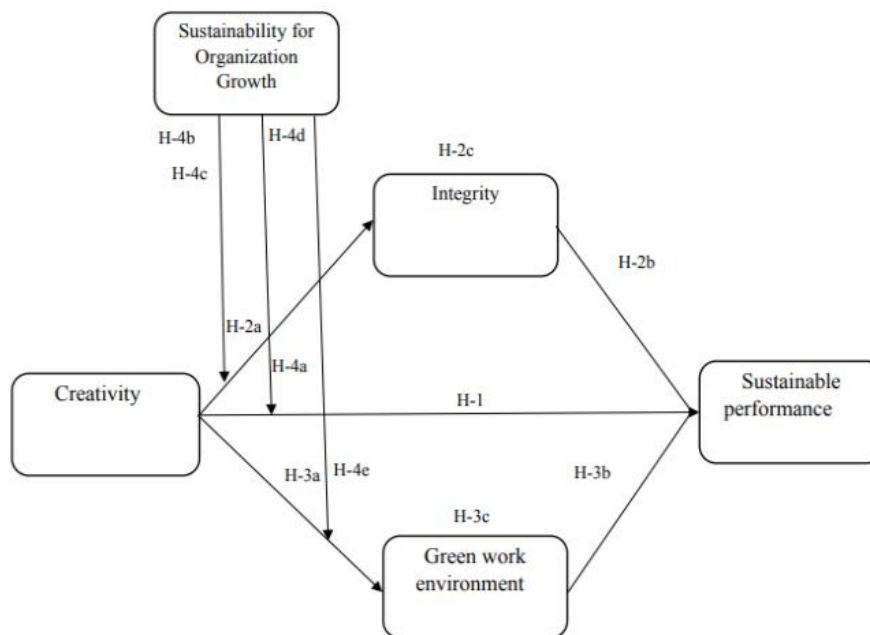 Sustainability for
Organization
Growth
H-4b
H-4d
H-4c
H-2c
Integrity
H-2b
H-2a
H-4a
Creativity
H-1
Sustainable
performance
H-3a
H-4e
H-3b
H-3c
Green work
environment